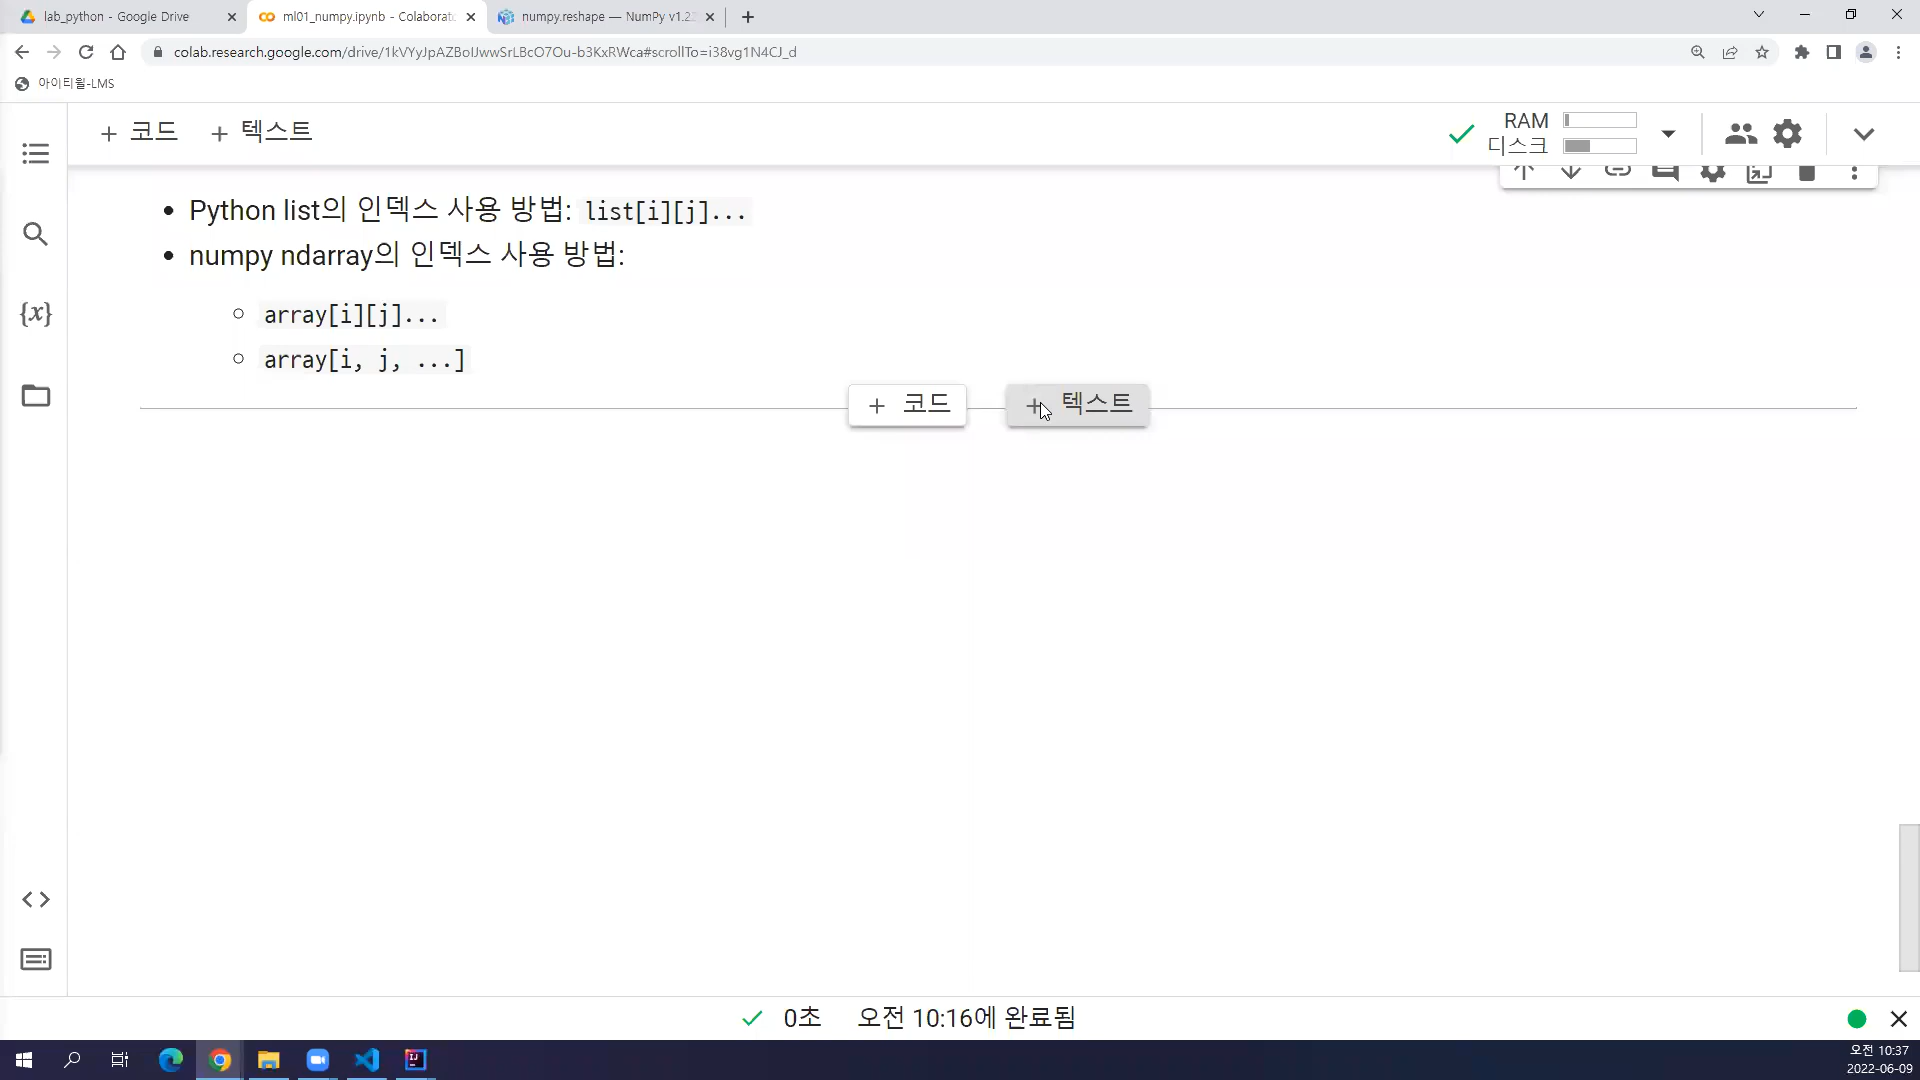 lab_python - Google Drive
ml01_numpy.ipynb - Colaborato
numpy.reshape — NumPy v1.2
colab.research.google.com/drive/1kVYyJpAZBoIJwwSrLBcO7Ou-b3KxRWca#scrollTo=i38vg1N4CJ_d
아이티윌-LMS
+ 코드 + 텍스트
RAM
디스크
• Python list의 인덱스 사용 방법: list[i][j]...
• numpy ndarray의 인덱스 사용 방법:
○ array[i][j]...
{x}
○ array[i, j, ...]
+ 코드 + 텍스트
0초 오전 10:16에 완료됨
오전 10:37
2022-06-09